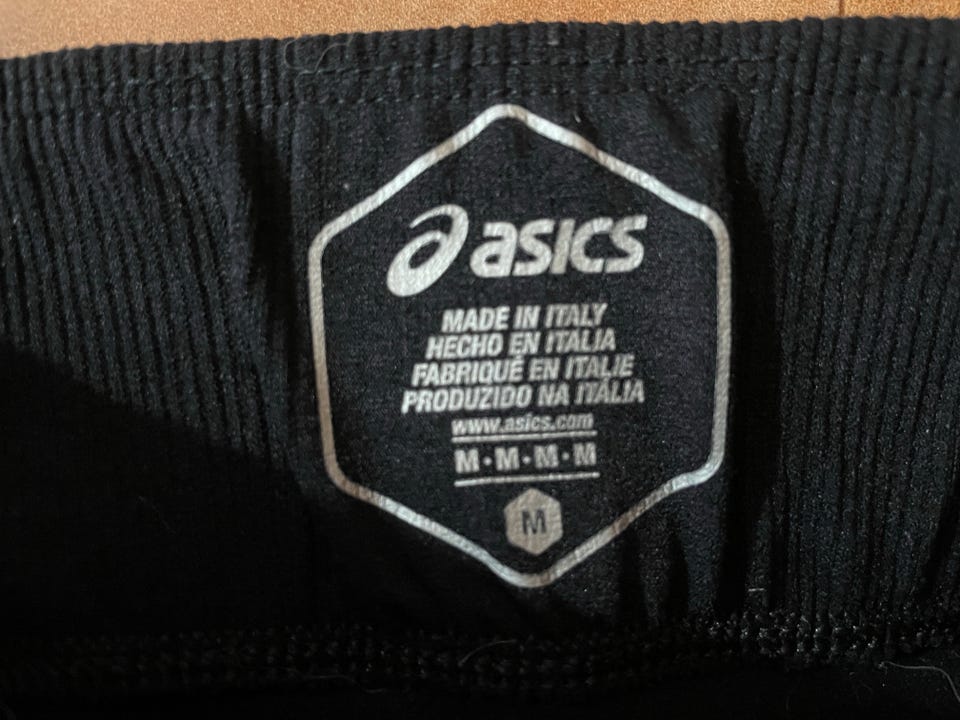 asics
MADE IN ITALY
HECHO EN ITALIA
FABRIQUÉ EN ITALIE
PRODUZIDO NA ITÁLIA
www.asics.com
M·M·M·M
M